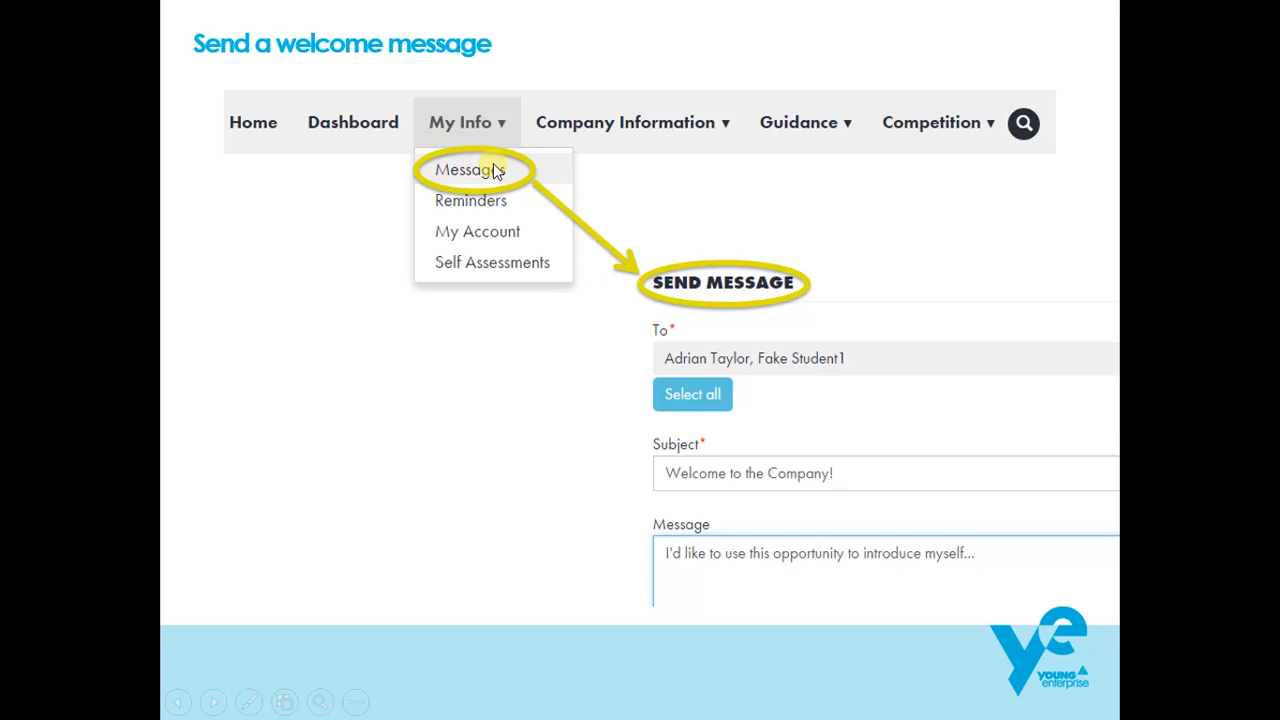 Send a welcome message
Home Dashboard My Info ▾ Company Information ▾ Guidance ▾ Competition ▾
Messages
Reminders
My Account
Self Assessments
SEND MESSAGE
To*
Adrian Taylor, Fake Student1
Select all
Subject*
Welcome to the Company!
Message
I'd like to use this opportunity to introduce myself...
ye
YOUNG
enterprise